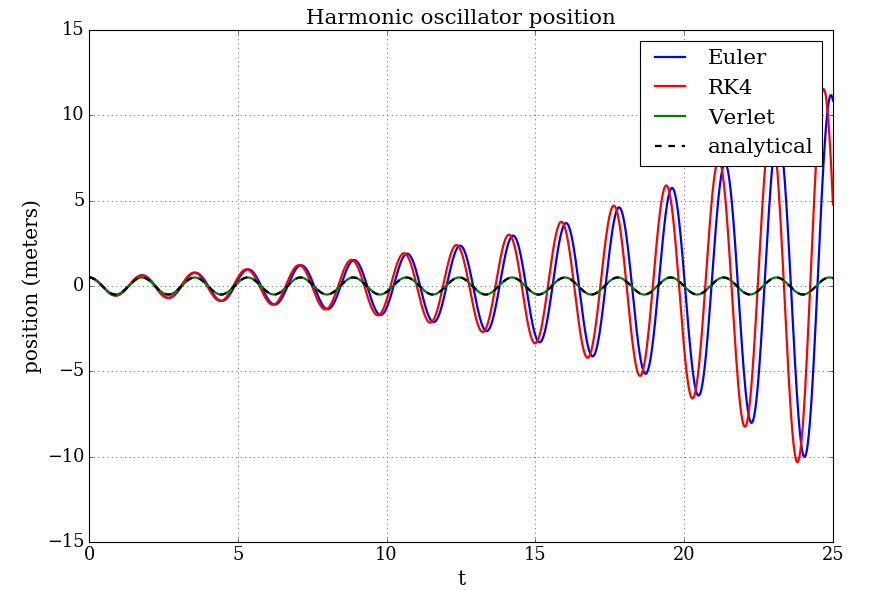 Harmonic oscillator position
15
10
5
0
−5
−10
−15
position (meters)
Euler
RK4
Verlet
analytical
0 5 10 15 20 25
t